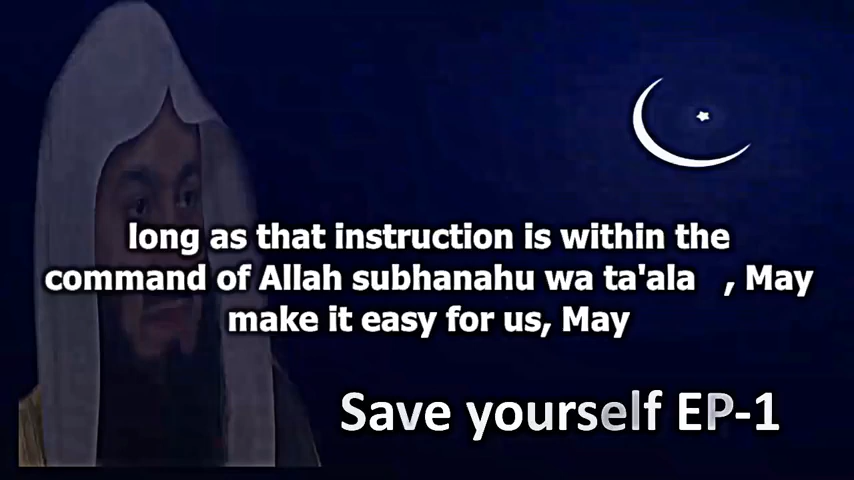 long as that instruction is within the
command of Allah subhanahu wa ta'ala , May
make it easy for us, May
Save yourself EP-1